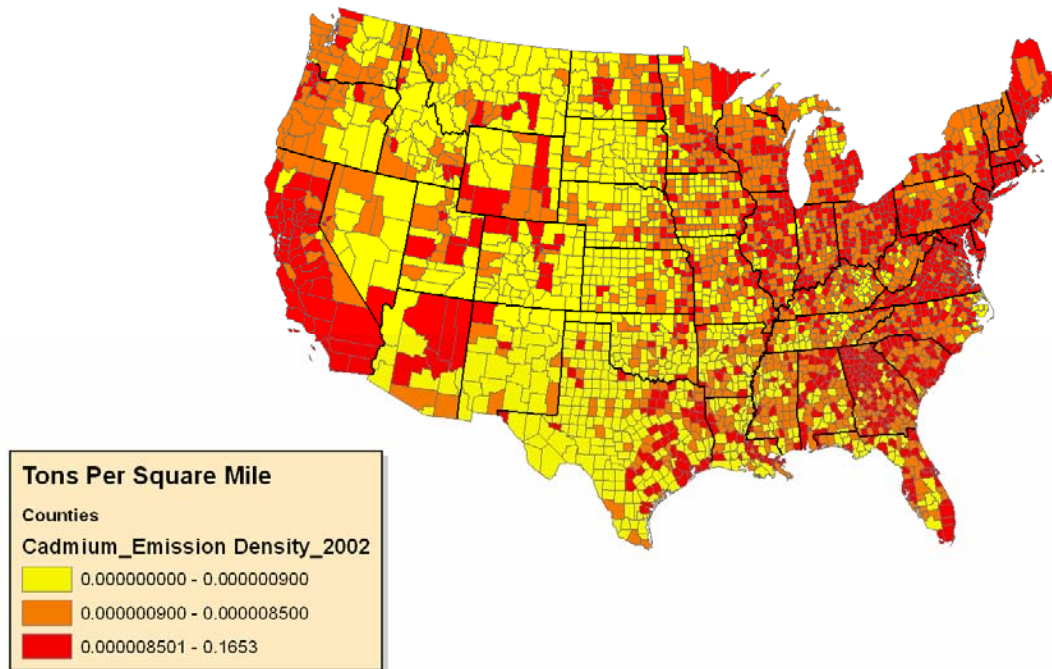 Tons Per Square Mile
Counties
Cadmium_Emission Density_2002
0.000000000 - 0.000000900
0.000000900 - 0.000008500
0.000008501 - 0.1653